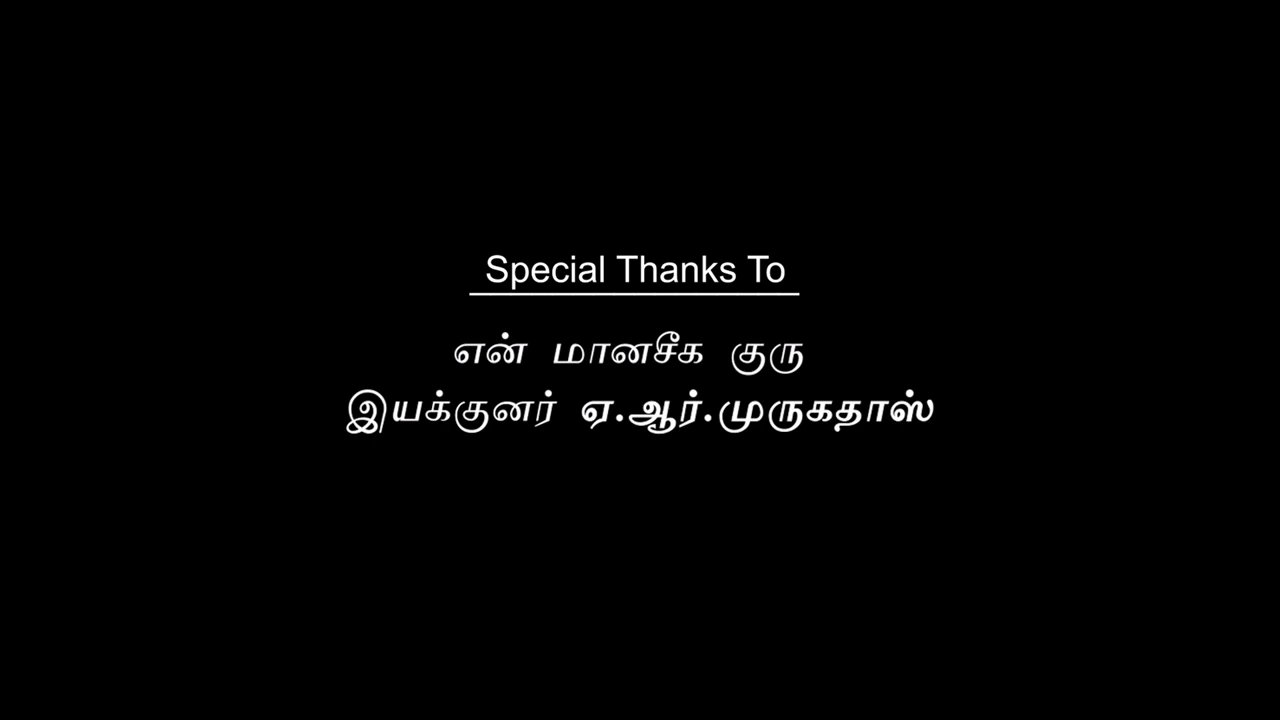 Special Thanks To
என் மானசீக குரு
இயக்குனர் ஏ.ஆர்.முருகதாஸ்